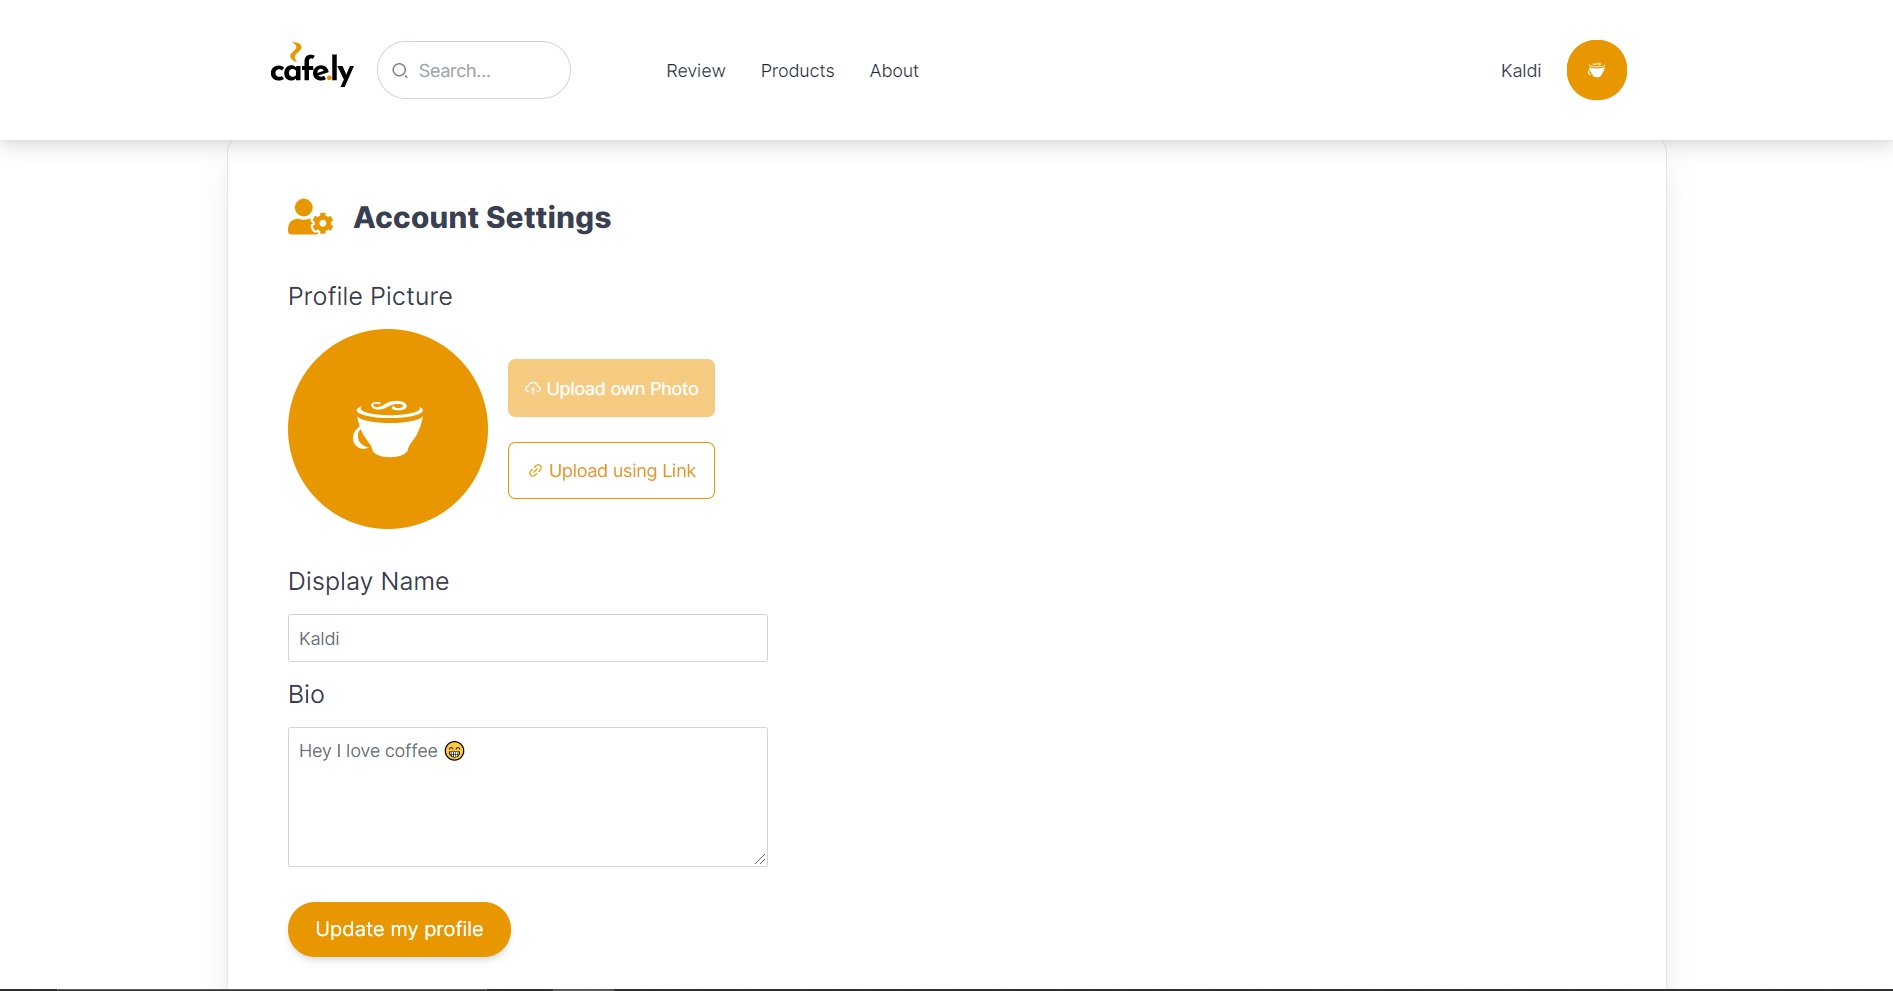 cafe.ly
Search...
Review
Products
About
Kaldi
Account Settings
Profile Picture
Upload own Photo
Upload using Link
Display Name
Kaldi
Bio
Hey I love coffee 😁
Update my profile